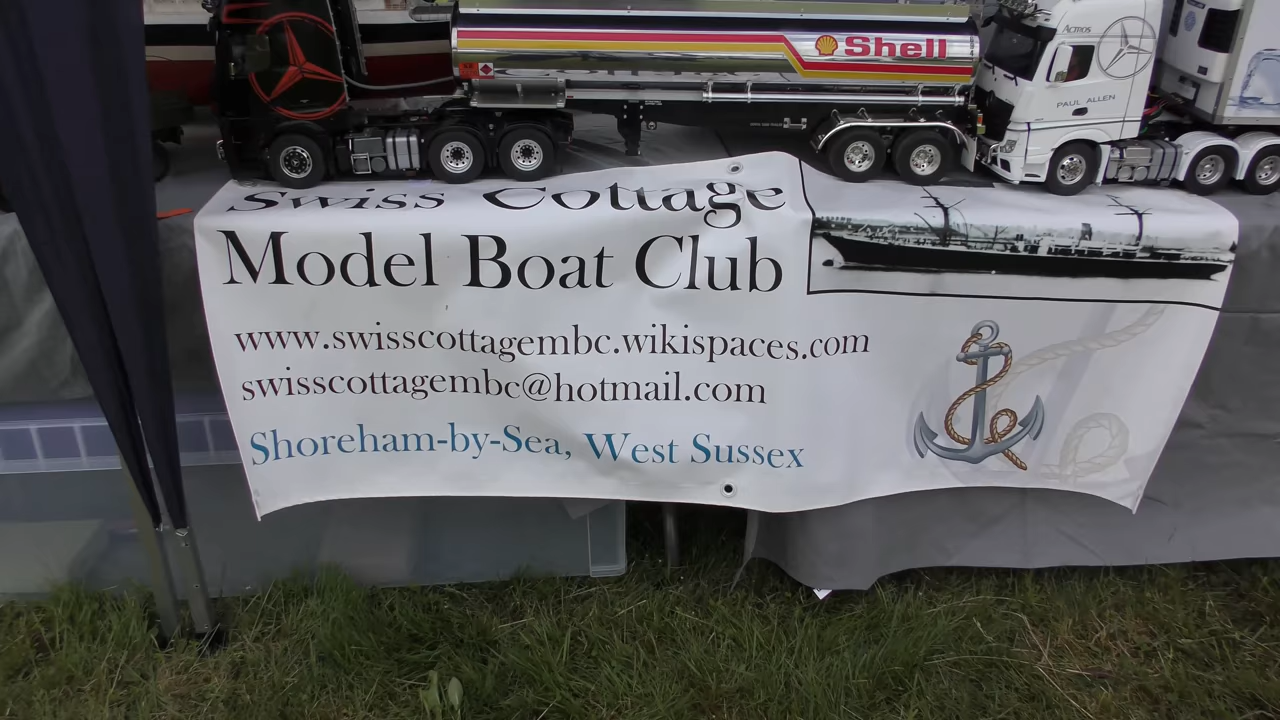 Shell
ACTROS
PAUL ALLEN
Swiss Cottage
Model Boat Club
www.swisscottagembc.wikispaces.com
swisscottagembc@hotmail.com
Shoreham-by-Sea, West Sussex